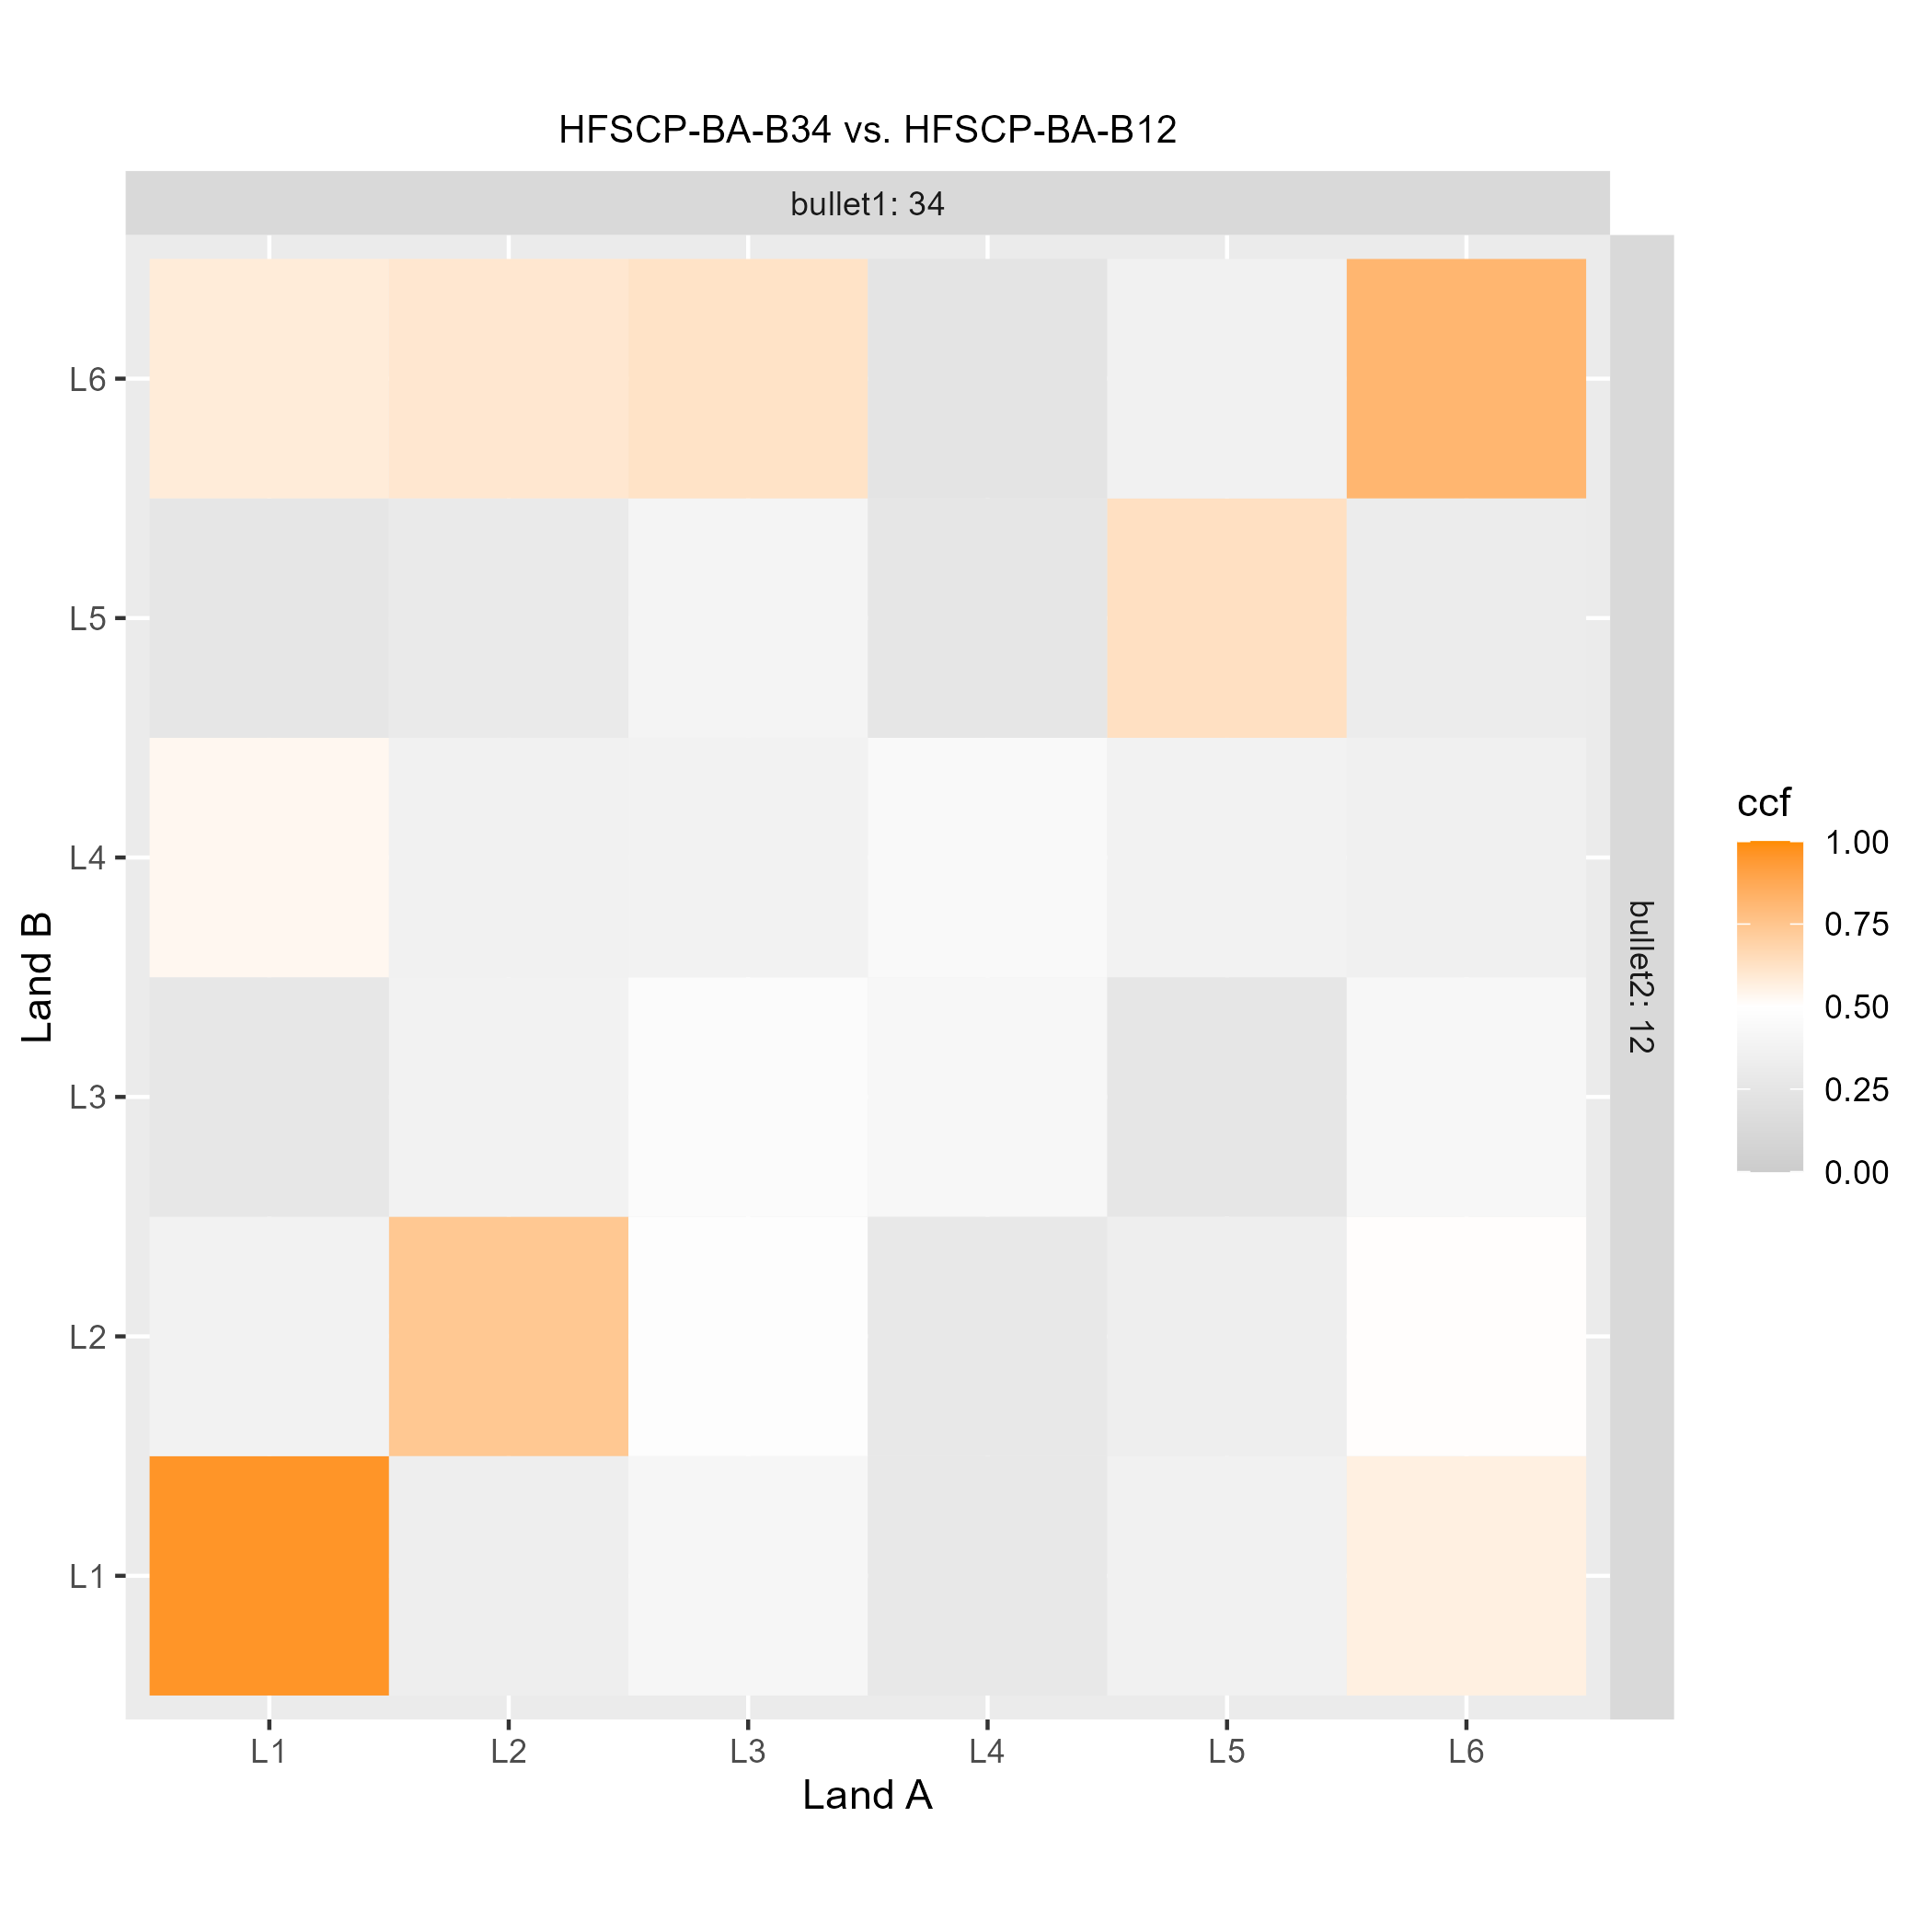 HFSCP-BA-B34 vs. HFSCP-BA-B12
bullet1: 34
L6
L5
L4
L3
L2
L1
Land B
bullet2: 12
L1 L2 L3 L4 L5 L6
Land A
ccf
1.00
0.75
0.50
0.25
0.00